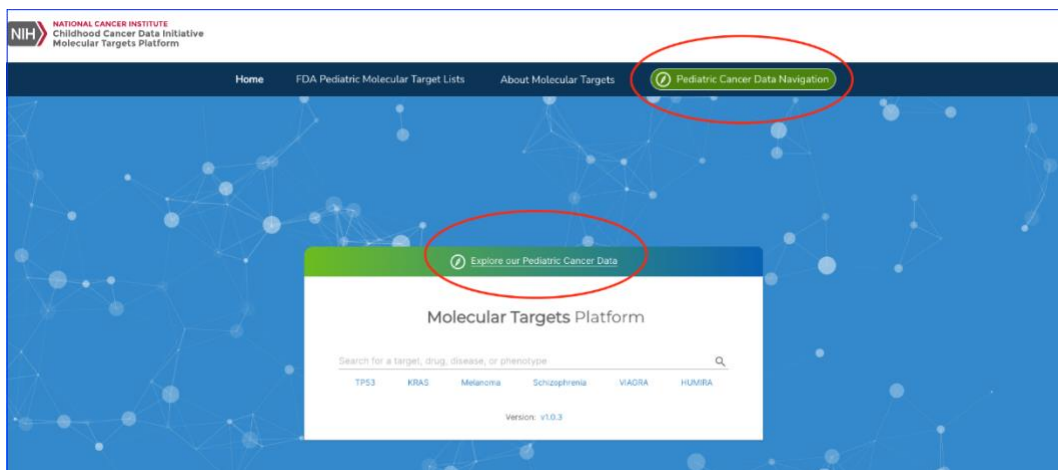 NIH
NATIONAL CANCER INSTITUTE
Childhood Cancer Data Initiative
Molecular Targets Platform
Home FDA Pediatric Molecular Target Lists About Molecular Targets Pediatric Cancer Data Navigation
Explore our Pediatric Cancer Data
Molecular Targets Platform
Search for a target, drug, disease, or phenotype
TP53 KRAS Melanoma Schizophrenia VIAGRA HUMIRA
Version: v1.0.3